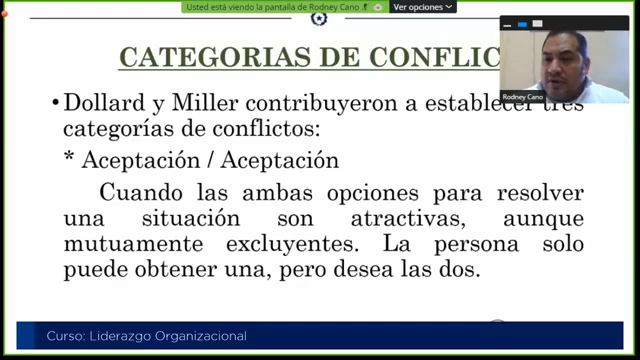 Usted está viendo la pantalla de Rodney Cano
Ver opciones
CATEGORIAS DE CONFLIC
Rodney Cano
•Dollard y Miller contribuyeron a establecer tres
categorías de conflictos:
* Aceptación / Aceptación
Cuando las ambas opciones para resolver
una situación son atractivas, aunque
mutuamente excluyentes. La persona solo
puede obtener una, pero desea las dos.
Curso: Liderazgo Organizacional